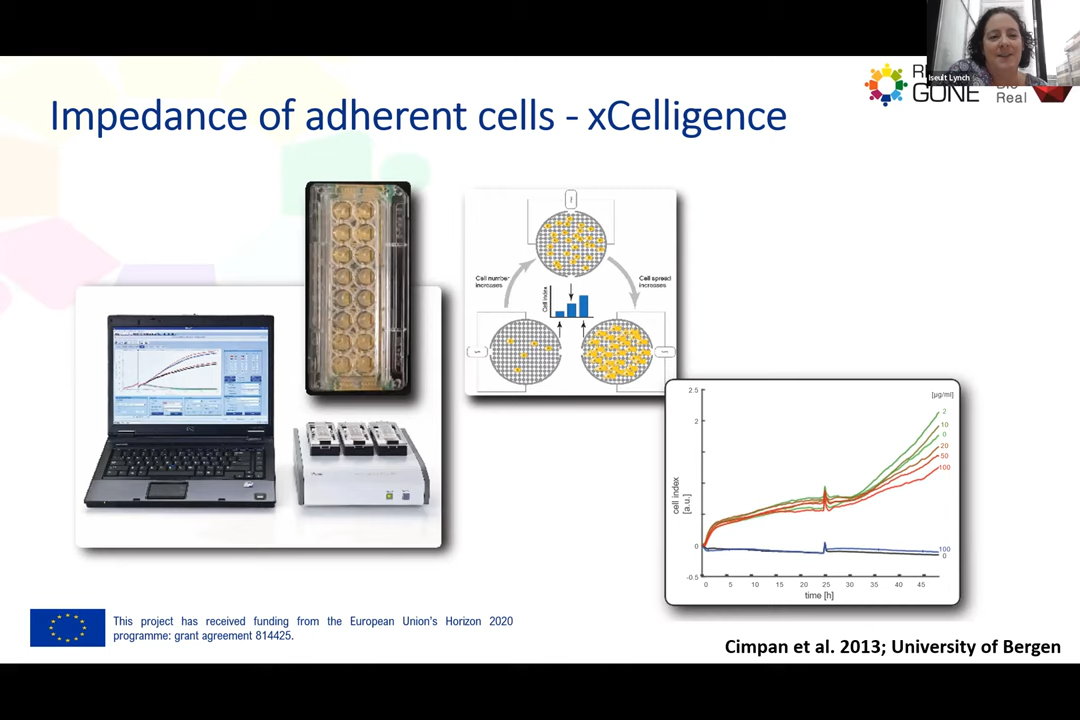 Iseult Lynch
GONE
Real
Impedance of adherent cells - xCelligence
Cell number
increases
Cell spread
increases
Cell index
2.5
2
0
-0.5
cell index
[a.u.]
[µg/ml]
2
10
0
20
50
100
100
0
0 5 10 15 20 25 30 35 40 45
time [h]
This project has received funding from the European Union's Horizon 2020
programme: grant agreement 814425.
Cimpan et al. 2013; University of Bergen